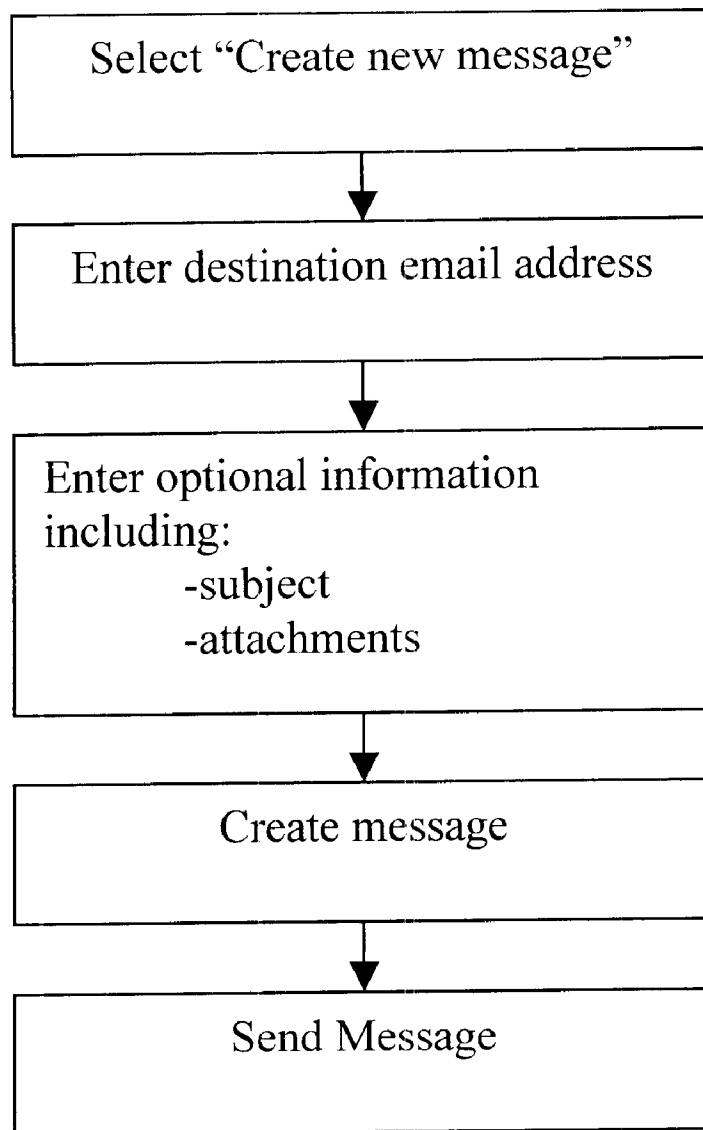 Select “Create new message”
Enter destination email address
Enter optional information
including:
-subject
-attachments
Create message
Send Message